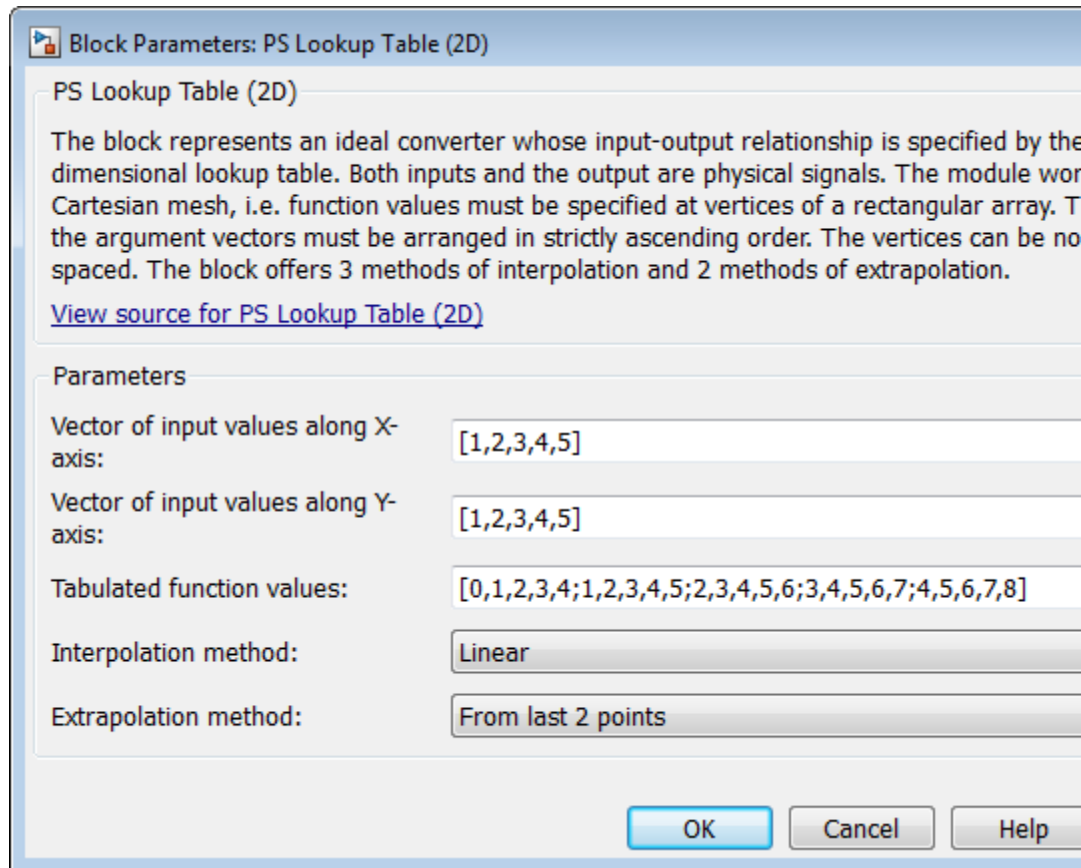 Block Parameters: PS Lookup Table (2D)
PS Lookup Table (2D)
The block represents an ideal converter whose input-output relationship is specified by the
dimensional lookup table. Both inputs and the output are physical signals. The module
Cartesian mesh, i.e. function values must be specified at vertices of a rectangular array.
the argument vectors must be arranged in strictly ascending order. The vertices can be
spaced. The block offers 3 methods of interpolation and 2 methods of extrapolation.
View source for PS Lookup Table (2D)
Parameters
Vector of input values along X-
axis:
[1,2,3,4,5]
Vector of input values along Y-
axis:
[1,2,3,4,5]
Tabulated function values:
[0,1,2,3,4;1,2,3,4,5;2,3,4,5,6;3,4,5,6,7;4,5,6,7,8]
Interpolation method:
Linear
Extrapolation method:
From last 2 points
OK
Cancel
Help